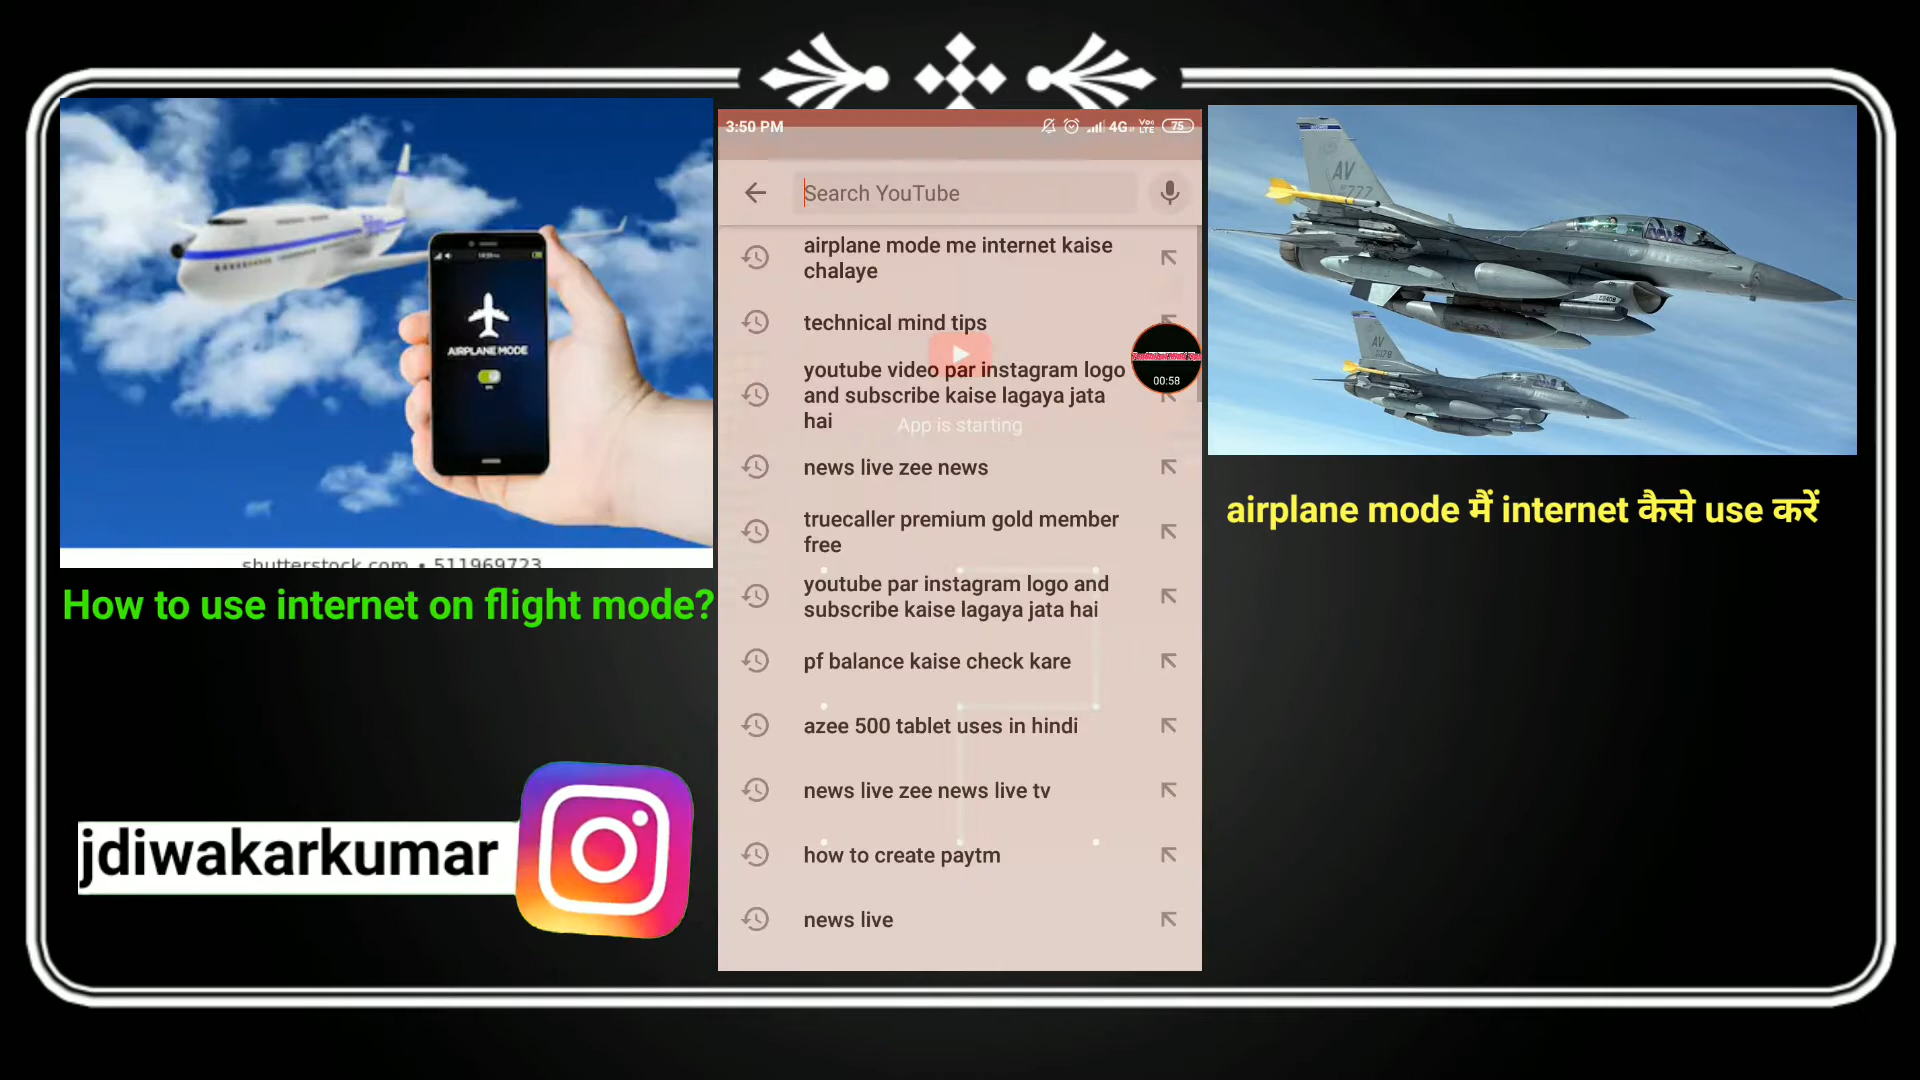 3:50 PM
4G
Vo
LTE
75
Search YouTube
airplane mode me internet kaise
chalaye
technical mind tips
youtube video par instagram logo
and subscribe kaise lagaya jata
hai
00:58
App is starting
news live zee news
truecaller premium gold member
free
youtube par instagram logo and
subscribe kaise lagaya jata hai
pf balance kaise check kare
azee 500 tablet uses in hindi
news live zee news live tv
how to create paytm
news live
AIRPLANE MODE
shutterstock.com • 511969723
How to use internet on flight mode?
jdiwakarkumar
AV
777
AV
airplane mode मैं internet कैसे use करें